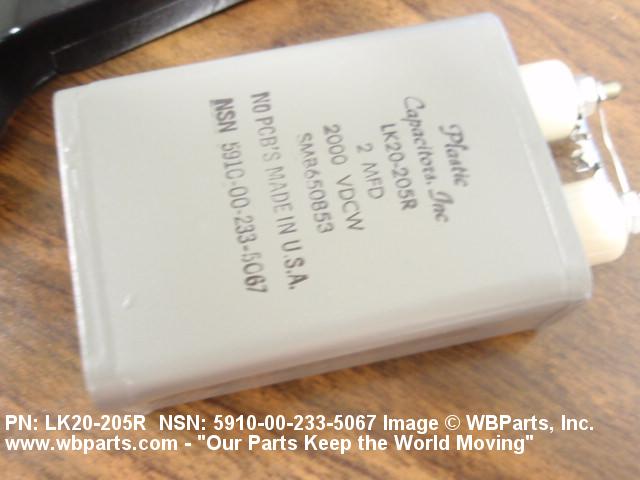 Plastic
Capacitors, Inc
LK20-205R
2 MFD
2000 VDCW
SMB650B53
NO PCB'S MADE IN U.S.A.
NSN 5910-00-233-5067
PN: LK20-205R NSN: 5910-00-233-5067 Image © WBParts, Inc.
www.wbparts.com - "Our Parts Keep the World Moving"